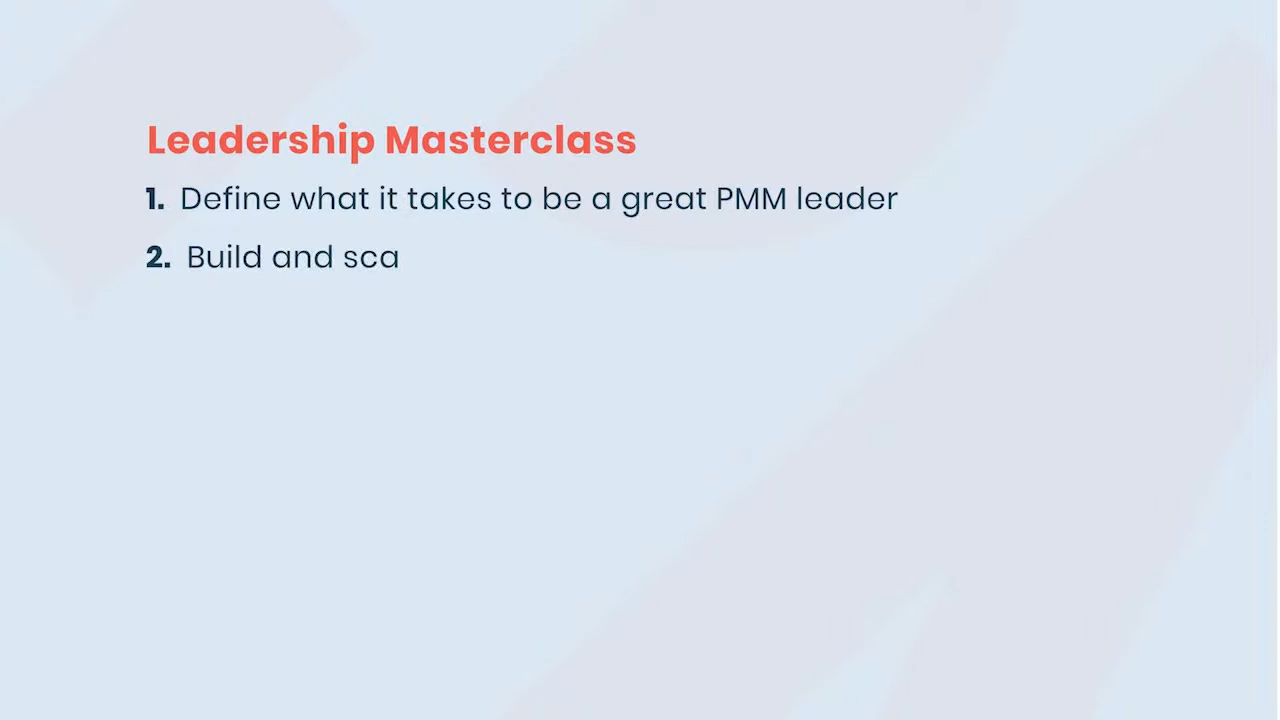 Leadership Masterclass
1. Define what it takes to be a great PMM leader
2. Build and sca